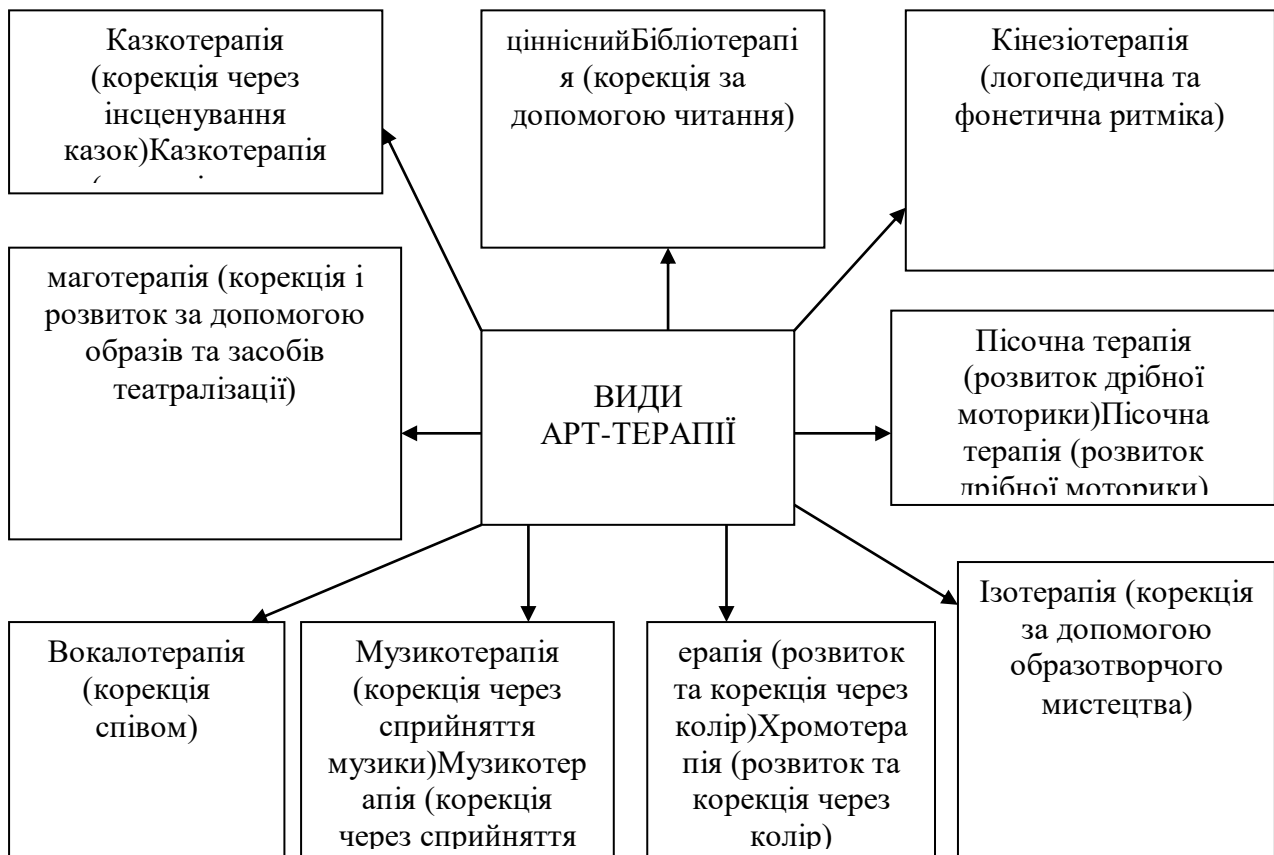 Казкотерапія
(корекція через
інсценування
казок)Казкотерапія
цінніснийБібліотерапі
я (корекція за
допомогою читання)
Кінезіотерапія
(логопедична та
фонетична ритміка)
маготерапія (корекція і
розвиток за допомогою
образів та засобів
театралізації)
ВИДИ
АРТ-ТЕРАПІЇ
Пісочна терапія
(розвиток дрібної
моторики)Пісочна
терапія (розвиток
дрібної моторики)
Вокалотерапія
(корекція
співом)
Музикотерапія
(корекція через
сприйняття
музики)Музикотер
апія (корекція
через сприйняття
ерапія (розвиток
та корекція через
колір)Хромотера
пія (розвиток та
корекція через
колір)
Ізотерапія (корекція
за допомогою
образотворчого
мистецтва)